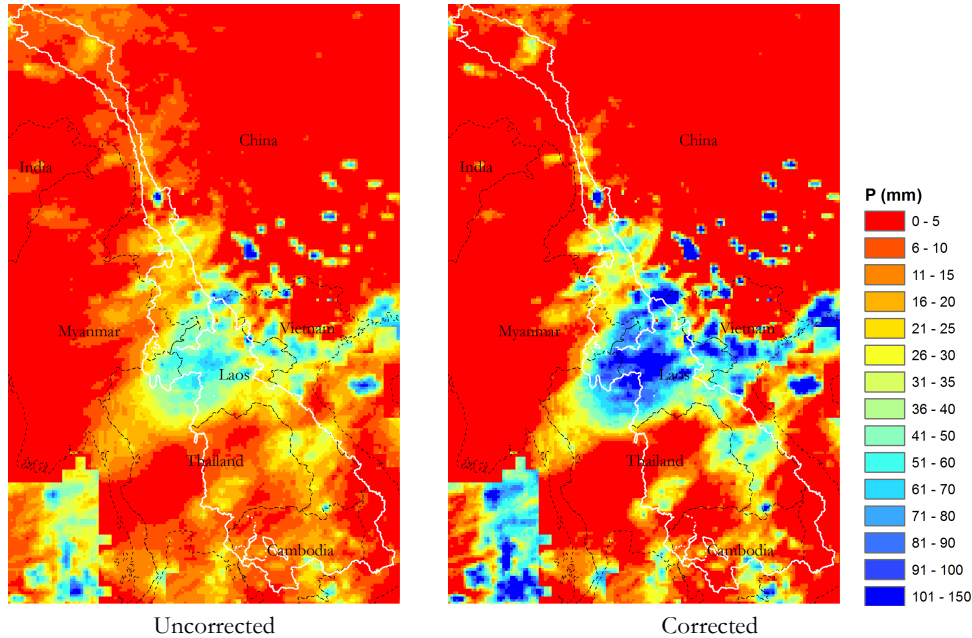 China
India
Myanmar
Vietnam
Laos
Thailand
Cambodia
Uncorrected
China
India
Myanmar
Vietnam
Laos
Thailand
Cambodia
Corrected
P (mm)
0 - 5
6 - 10
11 - 15
16 - 20
21 - 25
26 - 30
31 - 35
36 - 40
41 - 50
51 - 60
61 - 70
71 - 80
81 - 90
91 - 100
101 - 150